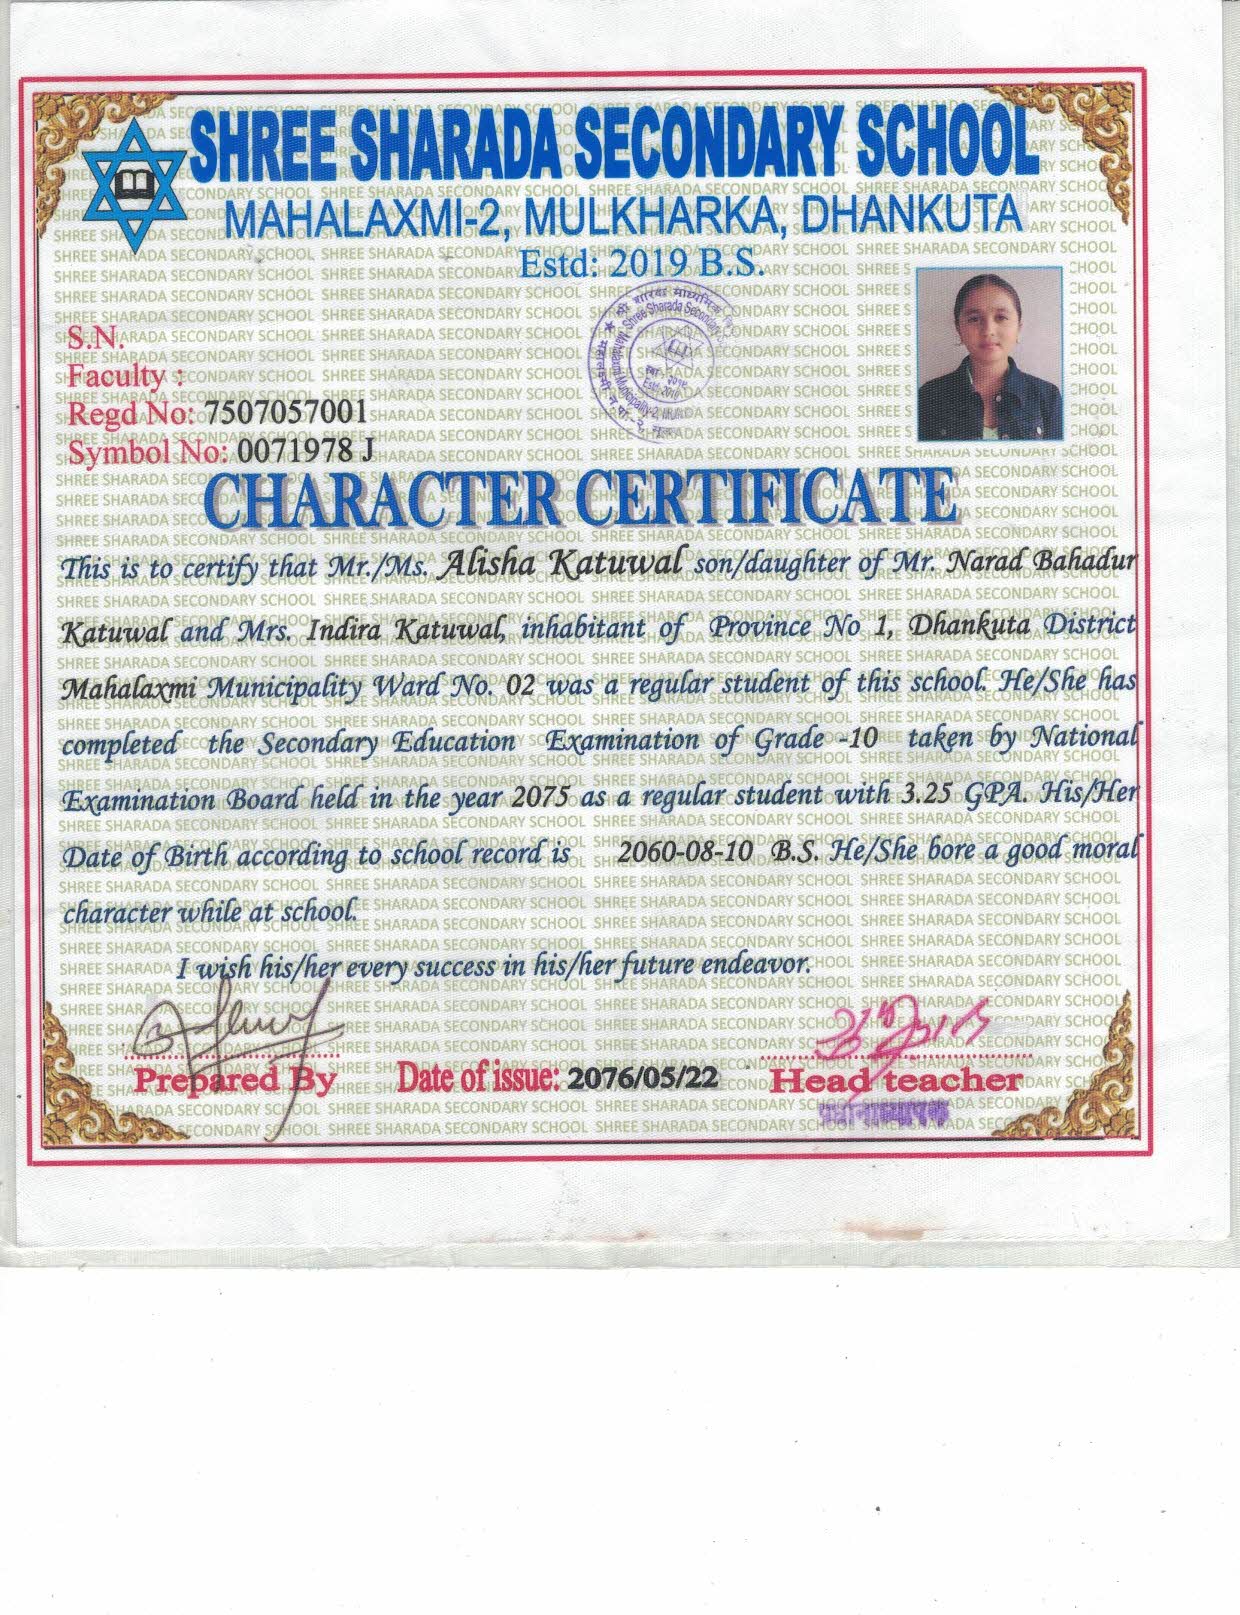 SHREE SHARADA SECONDARY SCHOOL
MAHALAXMI-2, MULKHARKA, DHANKUTA
Estd: 2019 B.S.
S.N.
Faculty :
Regd No: 7507057001
Symbol No: 0071978 J
CHARACTER CERTIFICATE
This is to certify that Mr./Ms. Alisha Katuwal son/daughter of Mr. Narad Bahadur
Katuwal and Mrs. Indira Katuwal, inhabitant of Province No 1, Dhankuta District
Mahalaxmi Municipality Ward No. 02 was a regular student of this school. He/She has
completed the Secondary Education Examination of Grade -10 taken by National
Examination Board held in the year 2075 as a regular student with 3.25 GPA. His/Her
Date of Birth according to school record is 2060-08-10 B.S. He/She bore a good moral
character while at school.
I wish his/her every success in his/her future endeavor.
Prepared By Date of issue: 2076/05/22 Head teacher